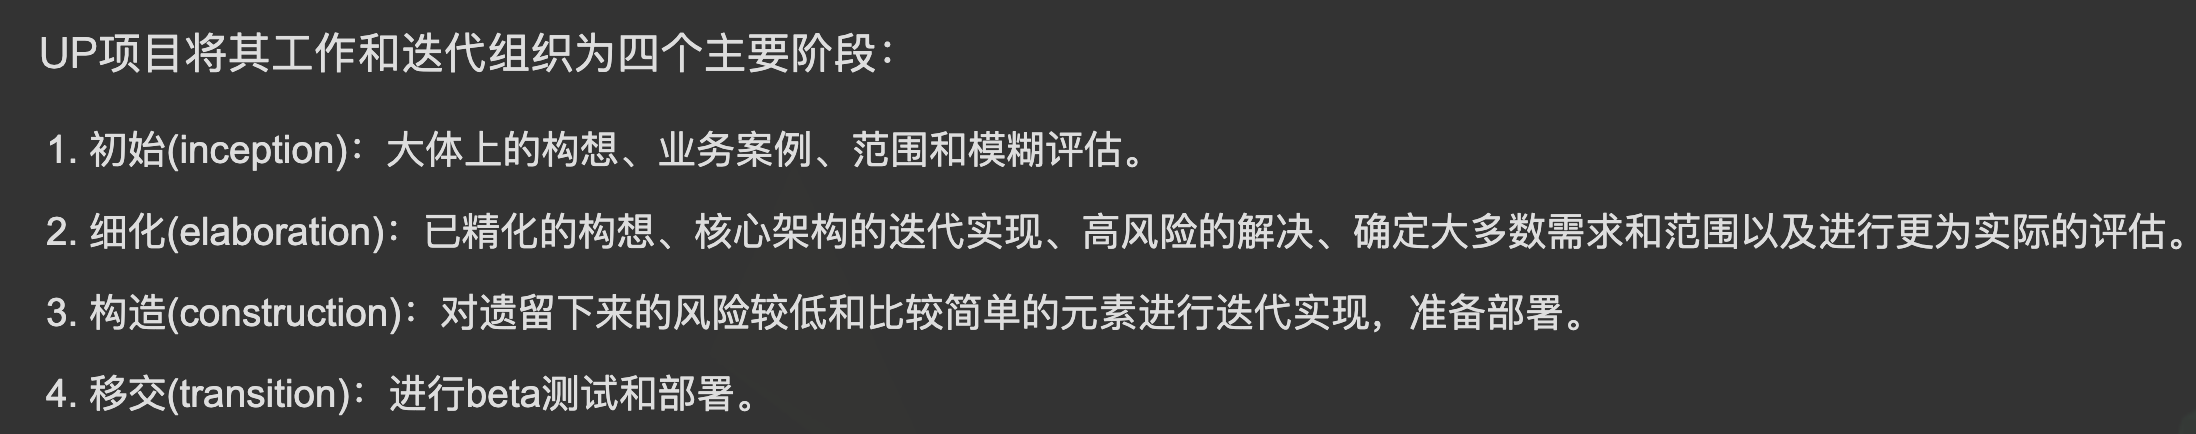 UP项目将其工作和迭代组织为四个主要阶段：
1. 初始(inception)：大体上的构想、业务案例、范围和模糊评估。
2. 细化(elaboration)：已精化的构想、核心架构的迭代实现、高风险的解决、确定大多数需求和范围以及进行更为实际的评估。
3. 构造(construction)：对遗留下来的风险较低和比较简单的元素进行迭代实现，准备部署。
4. 移交(transition)：进行beta测试和部署。